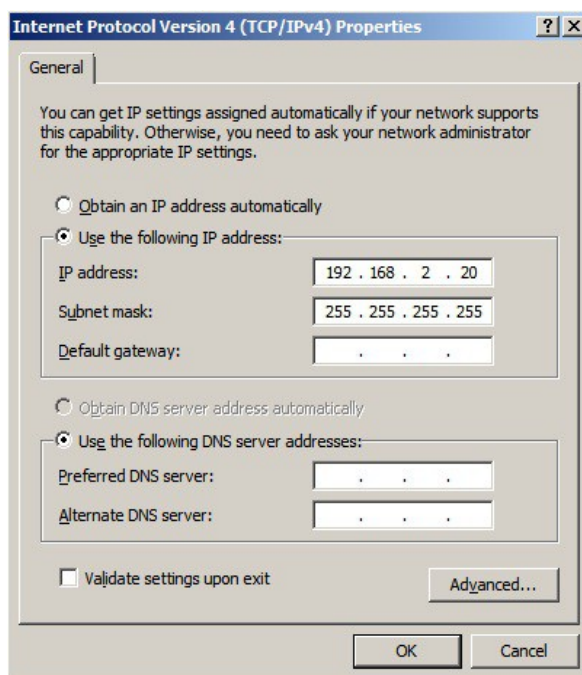 Internet Protocol Version 4 (TCP/IPv4) Properties
General
You can get IP settings assigned automatically if your network supports
this capability. Otherwise, you need to ask your network administrator
for the appropriate IP settings.
Obtain an IP address automatically
Use the following IP address:
IP address: 192 . 168 . 2 . 20
Subnet mask: 255 . 255 . 255 . 255
Default gateway: . . .
Obtain DNS server address automatically
Use the following DNS server addresses:
Preferred DNS server: . . .
Alternate DNS server: . . .
Validate settings upon exit
Advanced...
OK Cancel